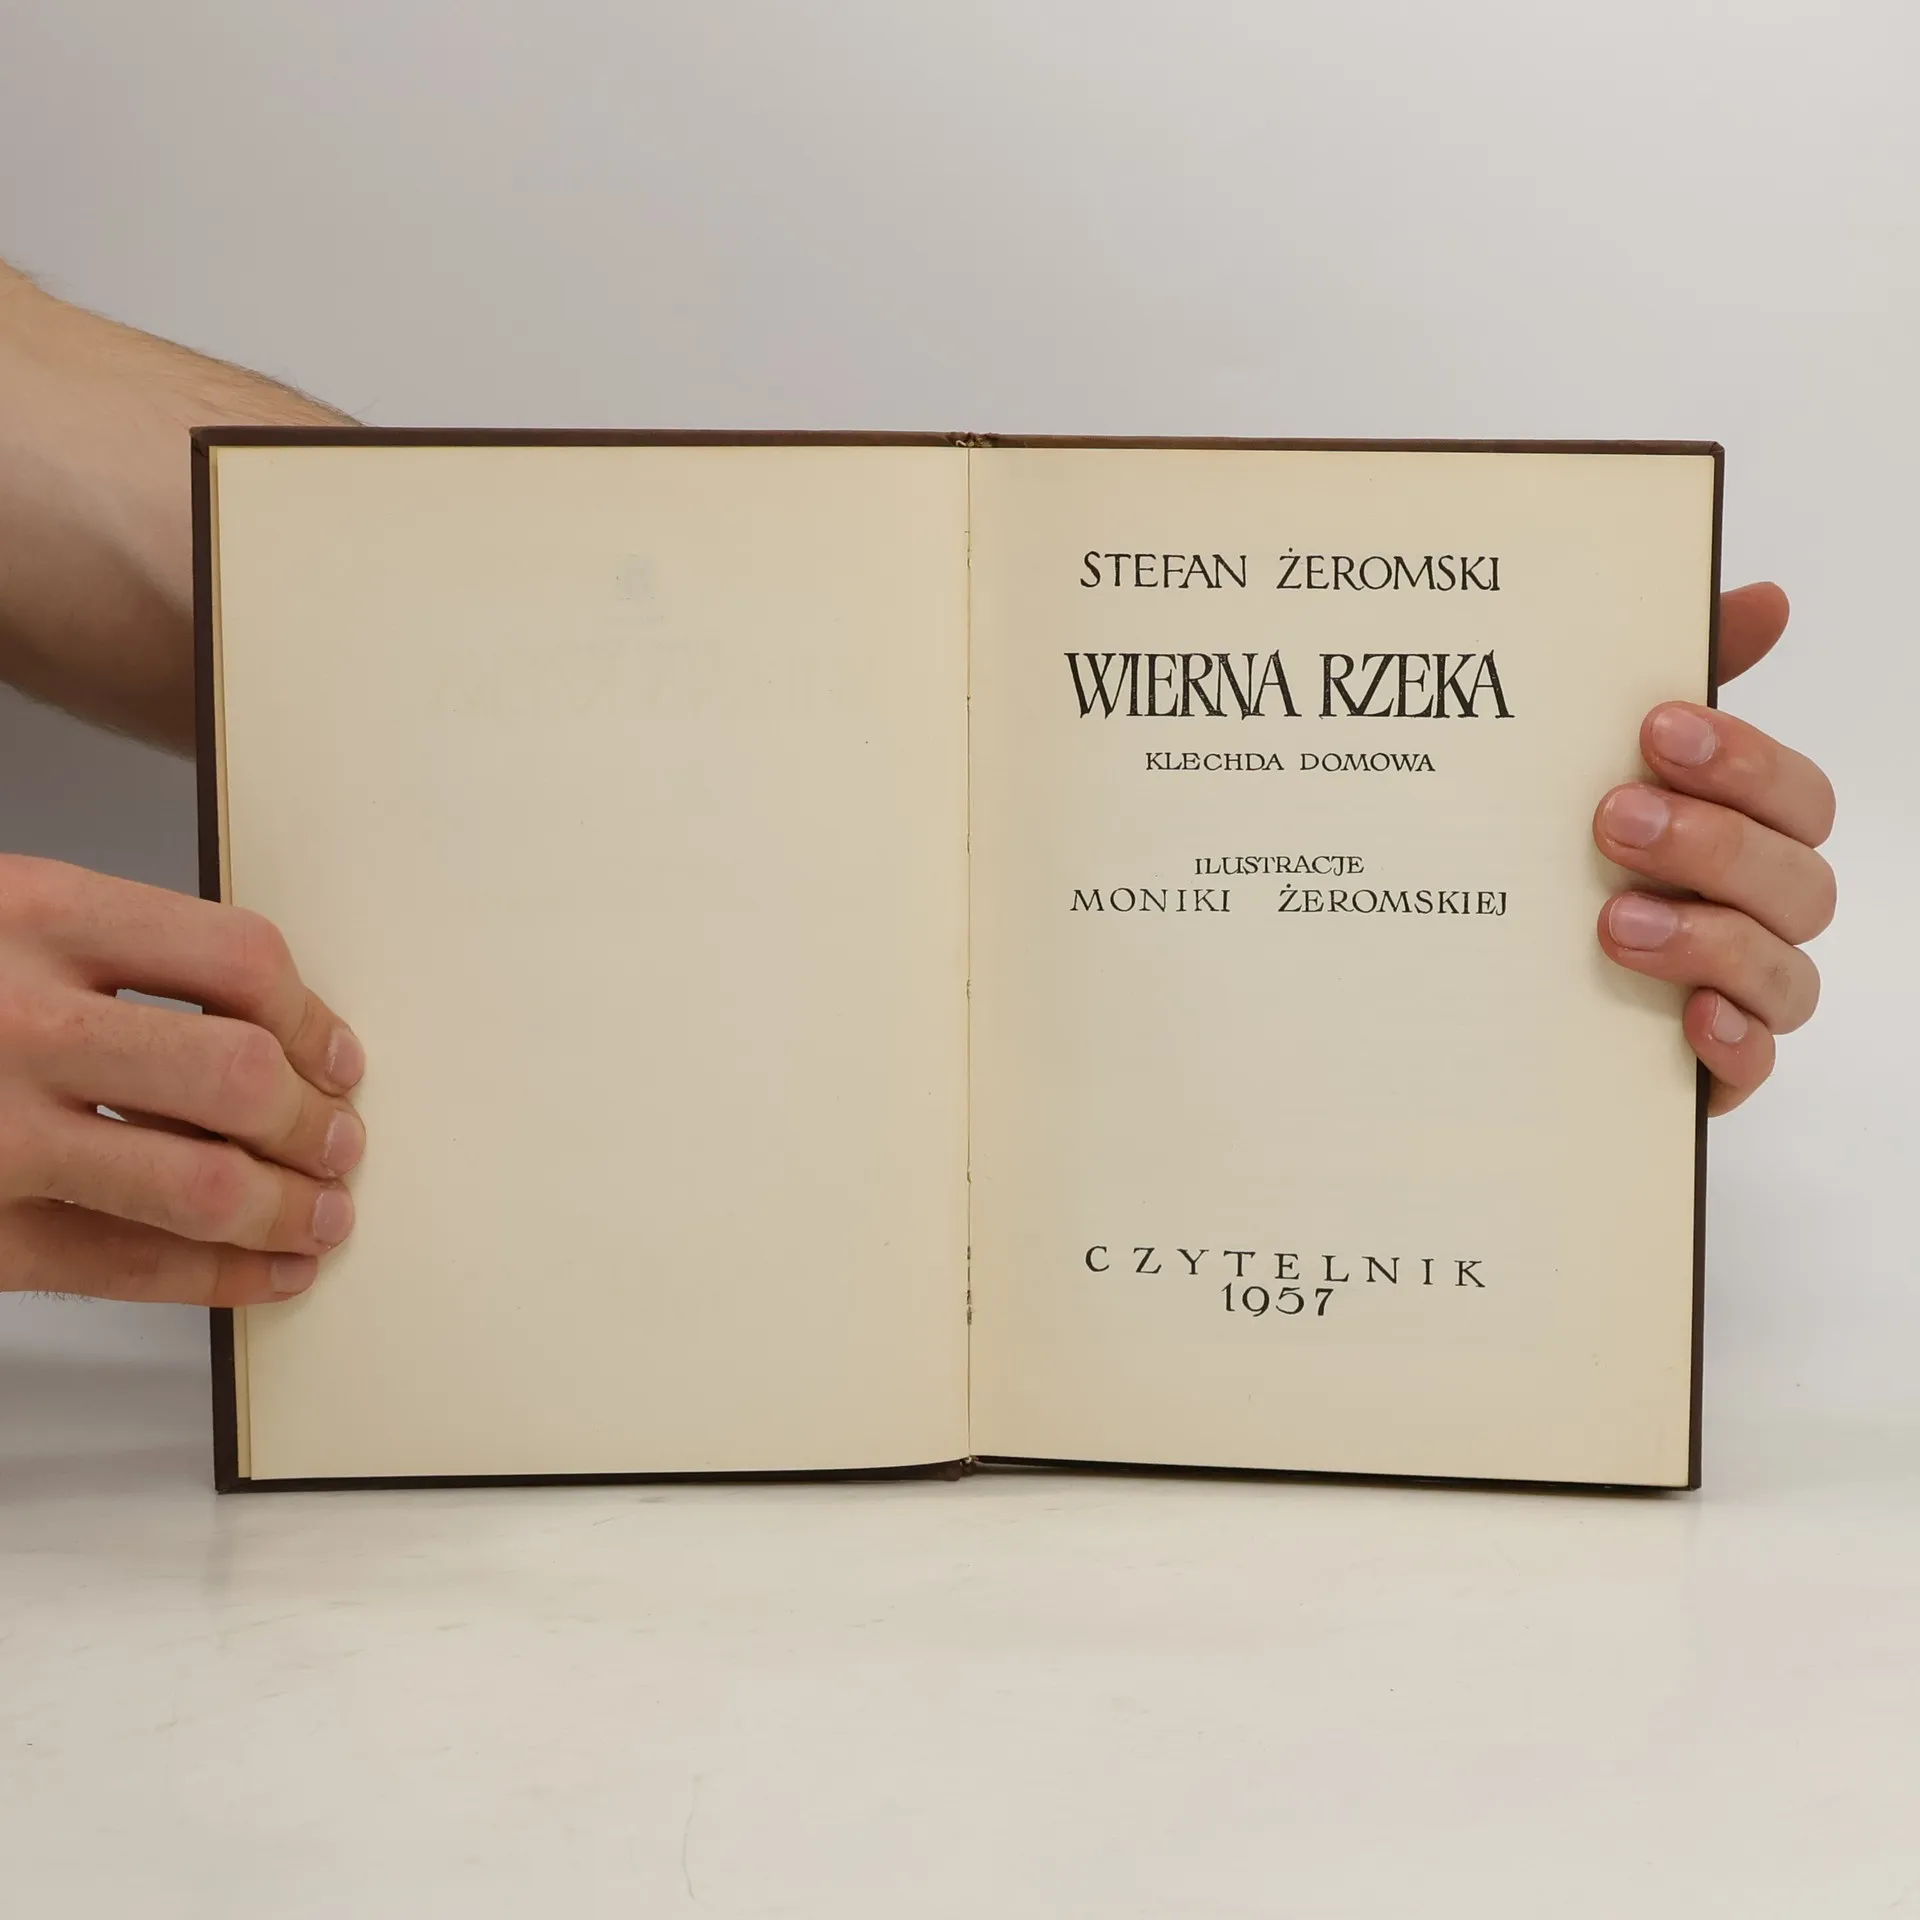 STEFAN ŻEROMSKI
WIERNA RZEKA
KLECHDA DOMOWA
ILUSTRACJE
MONIKI ŻEROMSKIEJ
CZYTELNIK
1957